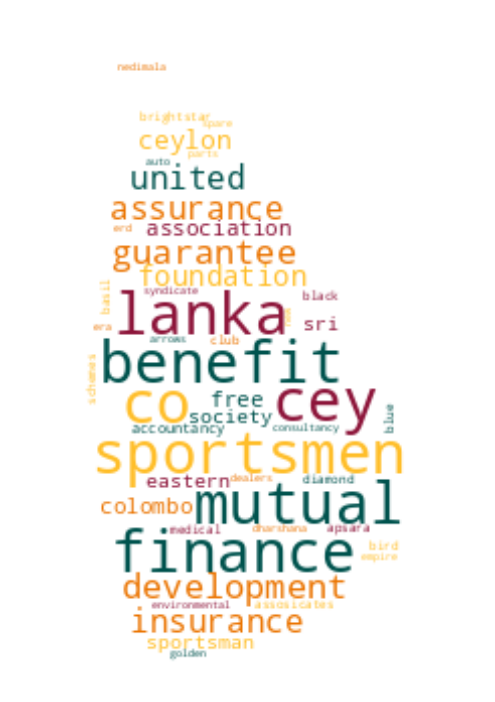 nedimala
brightstar
spare
ceylon
parts
auto
united
assurance
erd association
guarantee
foundation
basil
syndicate
black
lanka
era
sri
arrows
club
benefit
schemes
free
co
cey
society
blue
accountancy
consultancy
sportsmen
eastern
dealers
diamond
mutual
colombo
medical
dharshana
apsara
finance
bird
empire
development
environmental
assosicates
insurance
sportsman
golden